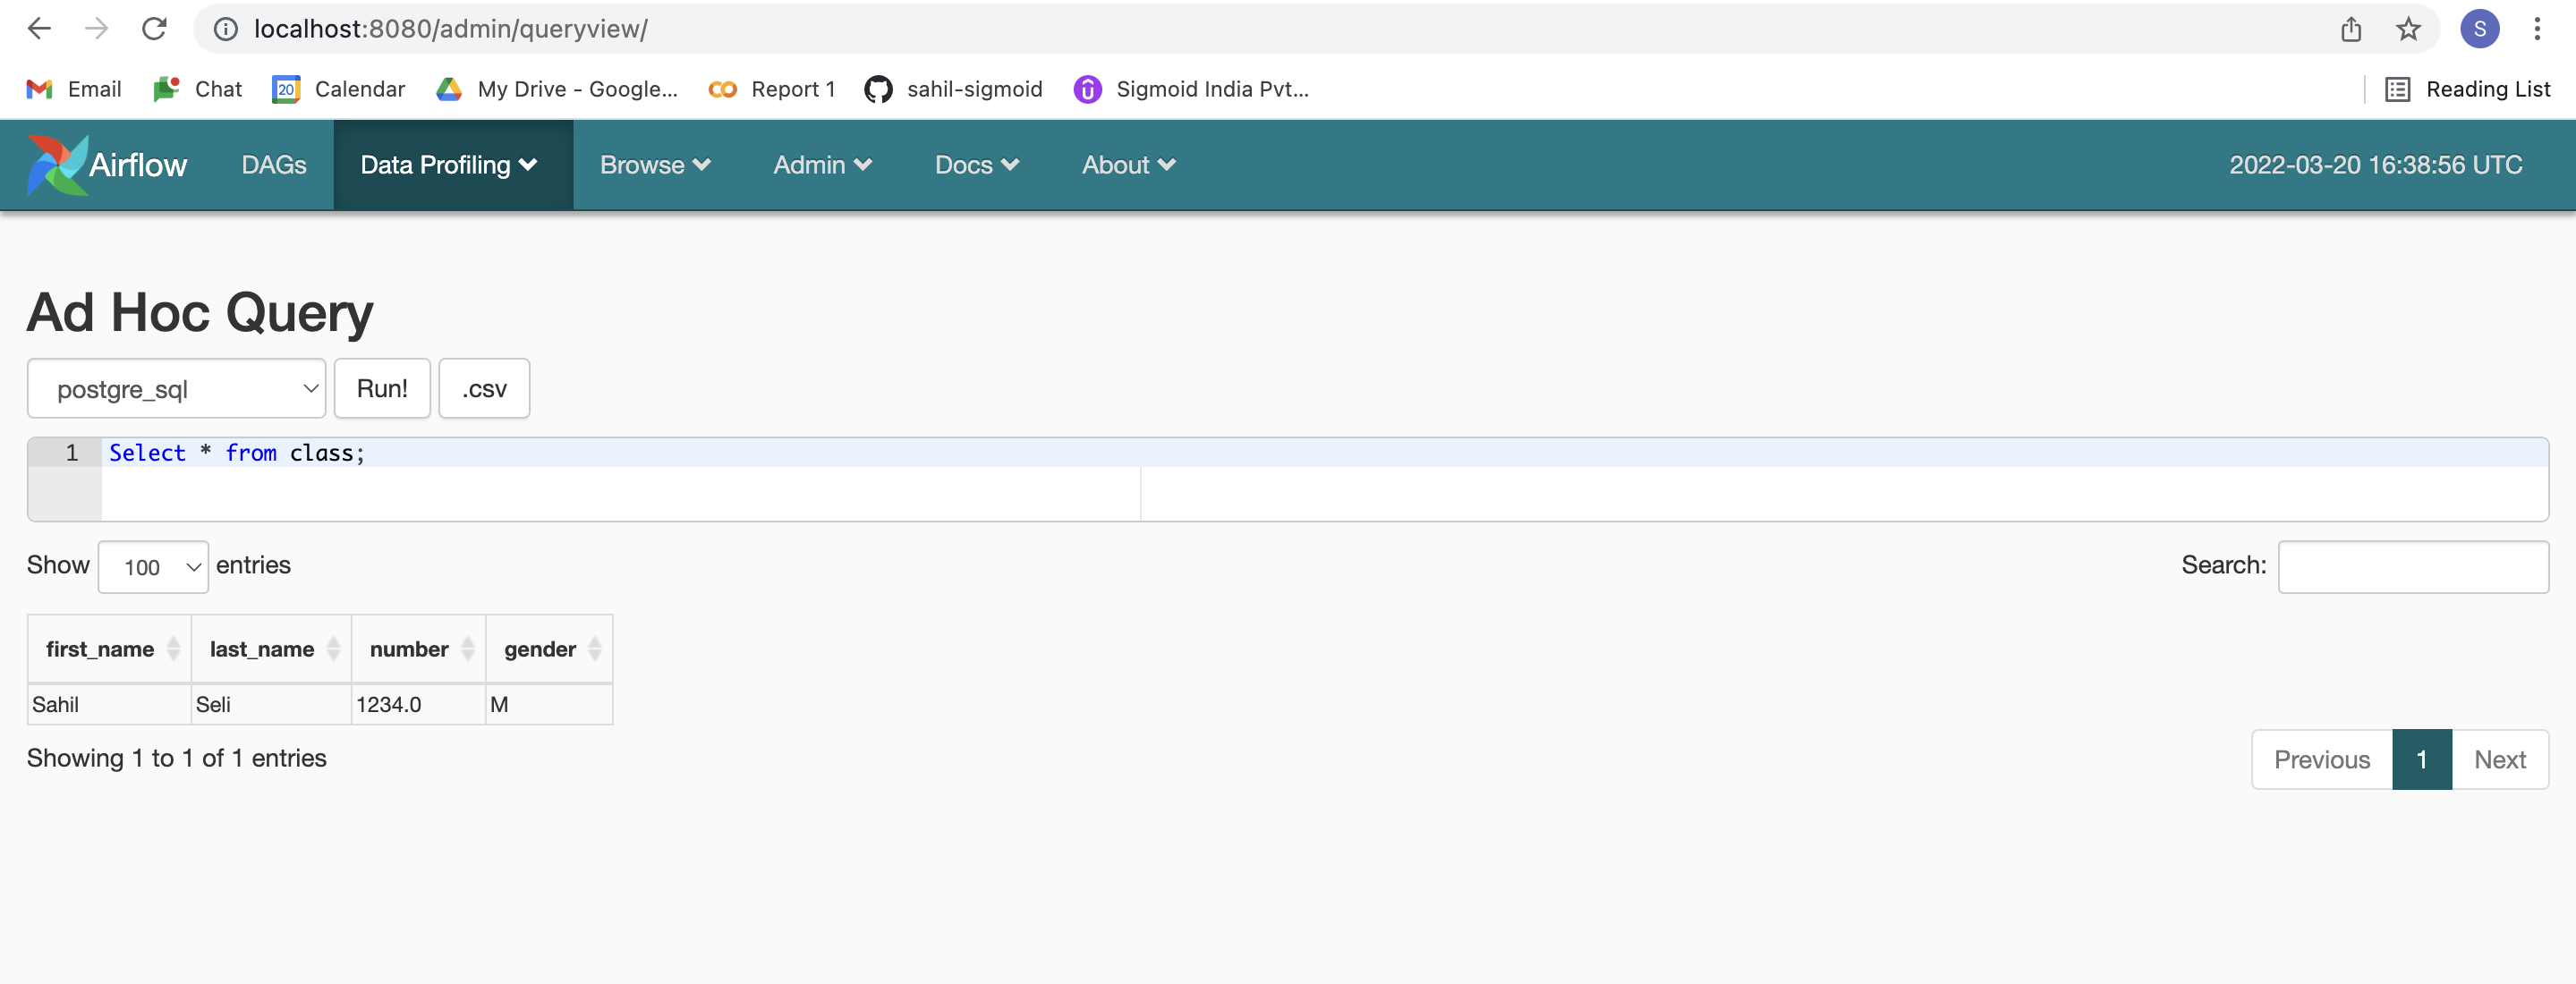 localhost:8080/admin/queryview/ S
Email Chat 20 Calendar My Drive - Google... Report 1 sahil-sigmoid Sigmoid India Pvt... Reading List
Airflow DAGs Data Profiling Browse Admin Docs About 2022-03-20 16:38:56 UTC
Ad Hoc Query
postgre_sql Run! .csv
1 Select * from class;
Show 100 entries Search:
first_name last_name number gender
Sahil Seli 1234.0 M
Showing 1 to 1 of 1 entries
Previous 1 Next